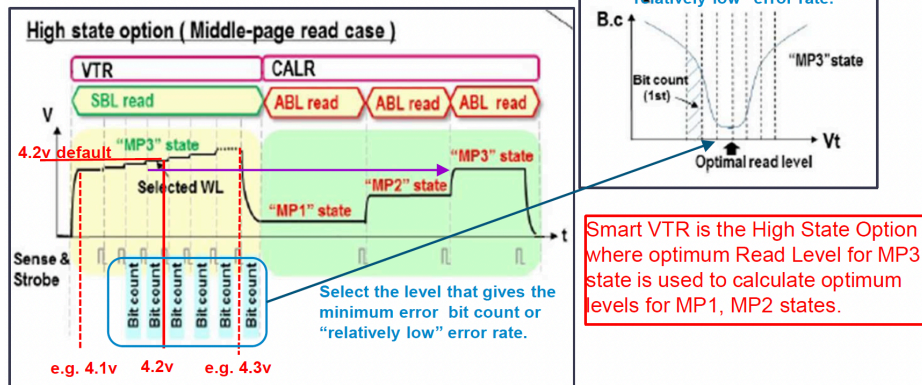 High state option ( Middle-page read case )
VTR
CALR
SBL read
ABL read
ABL read
ABL read
V
"MP3" state
4.2v default
Selected WL
"MP1" state
"MP2" state
"MP3" state
t
Sense &
Strobe
Bit count
Bit count
Bit count
Bit count
Bit count
Bit count
e.g. 4.1v
4.2v
e.g. 4.3v
Select the level that gives the
minimum error bit count or
"relatively low" error rate.
"relatively low" error rate.
B.c
"MP3"state
Bit count
(1st)
Vt
Optimal read level
Smart VTR is the High State Option
where optimum Read Level for MP3
state is used to calculate optimum
levels for MP1, MP2 states.